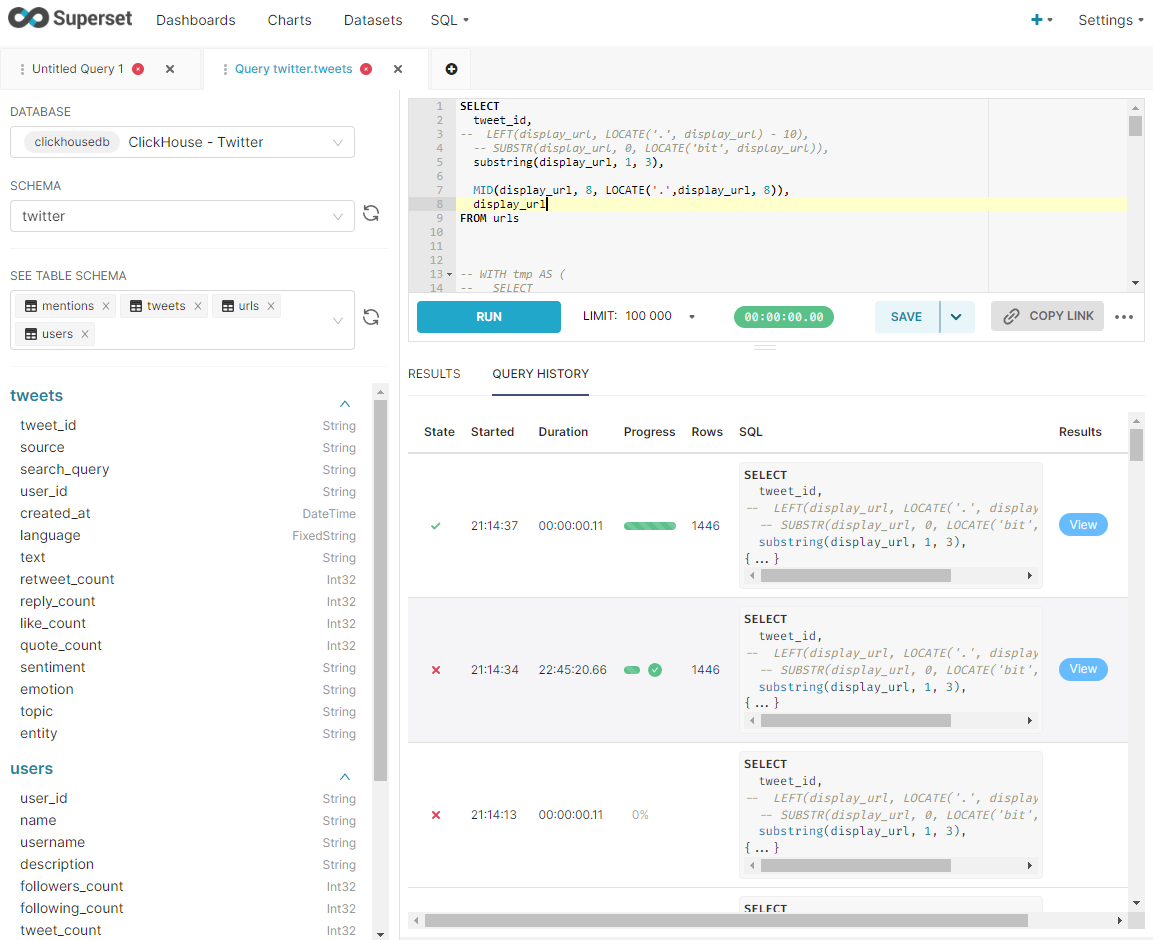 Superset Dashboards Charts Datasets SQL Settings
Untitled Query 1 Query twitter.tweets
DATABASE
clickhousedb ClickHouse - Twitter
SCHEMA
twitter
SEE TABLE SCHEMA
mentions tweets urls
users
tweets
tweet_id String
source String
search_query String
user_id String
created_at DateTime
language FixedString
text String
retweet_count Int32
reply_count Int32
like_count Int32
quote_count Int32
sentiment String
emotion String
topic String
entity String
users
user_id String
name String
username String
description String
followers_count Int32
following_count Int32
tweet_count Int32
1 SELECT
2 tweet_id,
3 -- LEFT(display_url, LOCATE('.', display_url) - 10),
4 -- SUBSTR(display_url, 0, LOCATE('bit', display_url)),
5 substring(display_url, 1, 3),
6
7 MID(display_url, 8, LOCATE('.',display_url, 8)),
8 display_url
9 FROM urls
10
11
12
13 -- WITH tmp AS (
14 -- SELECT
RUN LIMIT: 100 000 00:00:00.00 SAVE COPY LINK
RESULTS QUERY HISTORY
State Started Duration Progress Rows SQL Results
21:14:37 00:00:00.11 1446 View
SELECT
tweet_id,
-- LEFT(display_url, LOCATE('.', display
-- SUBSTR(display_url, 0, LOCATE('bit',
substring(display_url, 1, 3),
{ ... }
21:14:34 22:45:20.66 1446 View
SELECT
tweet_id,
-- LEFT(display_url, LOCATE('.', display
-- SUBSTR(display_url, 0, LOCATE('bit',
substring(display_url, 1, 3),
{ ... }
21:14:13 00:00:00.11 0%
SELECT
tweet_id,
-- LEFT(display_url, LOCATE('.', display
-- SUBSTR(display_url, 0, LOCATE('bit',
substring(display_url, 1, 3),
{ ... }
SELECT